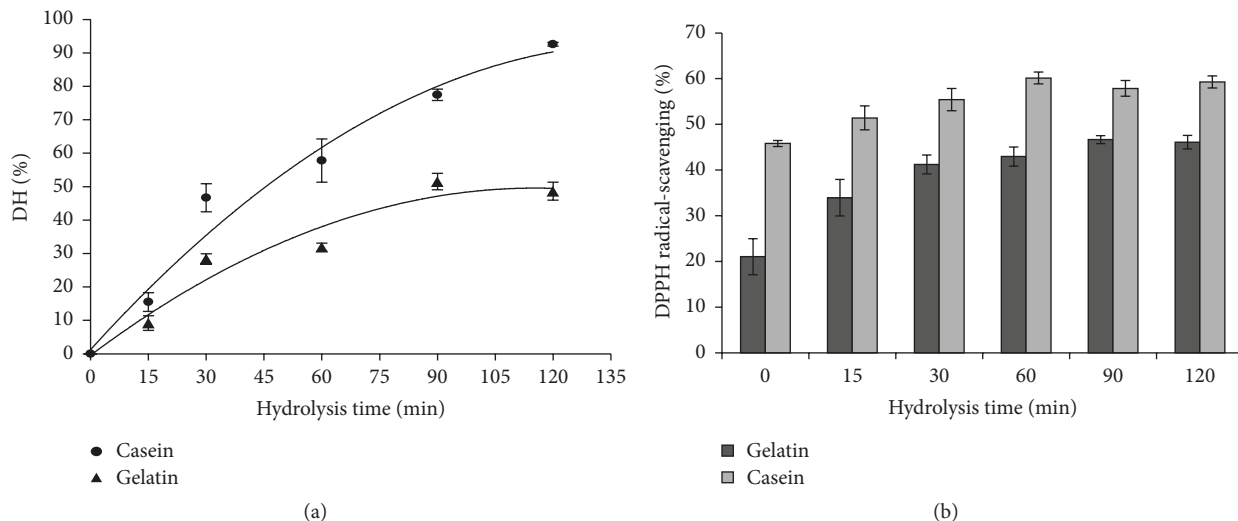 100
90
80
70
60
50
40
30
20
10
0
DH (%)
0 15 30 45 60 75 90 105 120 135
Hydrolysis time (min)
Casein
Gelatin
(a)
70
60
50
40
30
20
10
0
DPPH radical-scavenging (%)
0 15 30 60 90 120
Hydrolysis time (min)
Gelatin
Casein
(b)